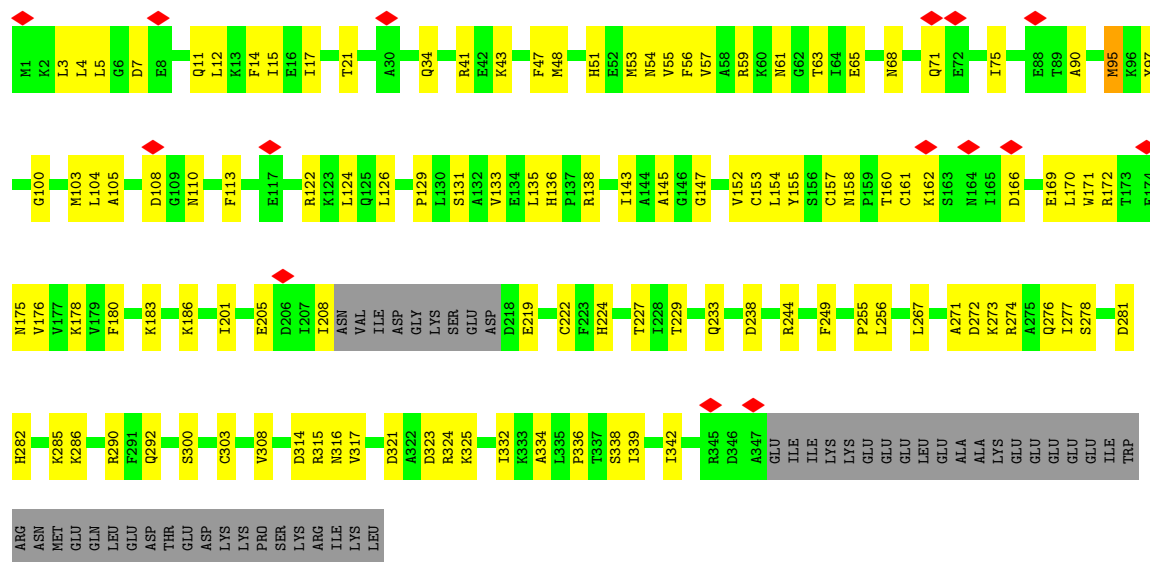 M1 K2 L3 L4 L5 G6 D7 E8 Q11 L12 K13 F14 I15 E16 I17 T21 A30 Q34 R41 E42 K43 F47 M48 H51 E52 M53 N54 V55 F56 V57 A58 R59 K60 N61 G62 T63 I64 E65 N68 Q71 E72 I75 E88 T89 A90 M95 K96
G100 M103 L104 A105 D108 G109 N110 F113 E117 R122 K123 L124 Q125 L126 P129 L130 S131 A132 V133 E134 L135 H136 P137 R138 I143 A144 A145 G146 G147 V152 C153 L154 Y155 S156 C157 N158 P159 T160 C161 K162 S163 N164 I165 D166 E169 L170 W171 R172 T173
N175 V176 V177 K178 V179 F180 K183 K186 I201 E205 D206 I207 I208 ASN VAL ILE ASP GLY LYS SER GLU ASP D218 E219 C222 F223 H224 T227 I228 T229 Q233 D238 R244 F249 P255 L256 L267 A271 D272 K273 R274 A275 Q276 I277 S278 D281
H282 K285 K286 R290 F291 Q292 S300 C303 V308 D314 R315 N316 V317 D321 A322 D323 R324 K325 I332 K333 A334 L335 P336 T337 S338 I339 I342 R345 D346 A347 GLU ILE ILE LYS LYS GLU GLU GLU LEU GLU ALA ALA LYS GLU GLU GLU GLU GLU ILE TRP
ARG ASN MET GLU GLN LEU GLU ASP THR GLU ASP LYS LYS PRO SER LYS ARG ILE LYS LEU